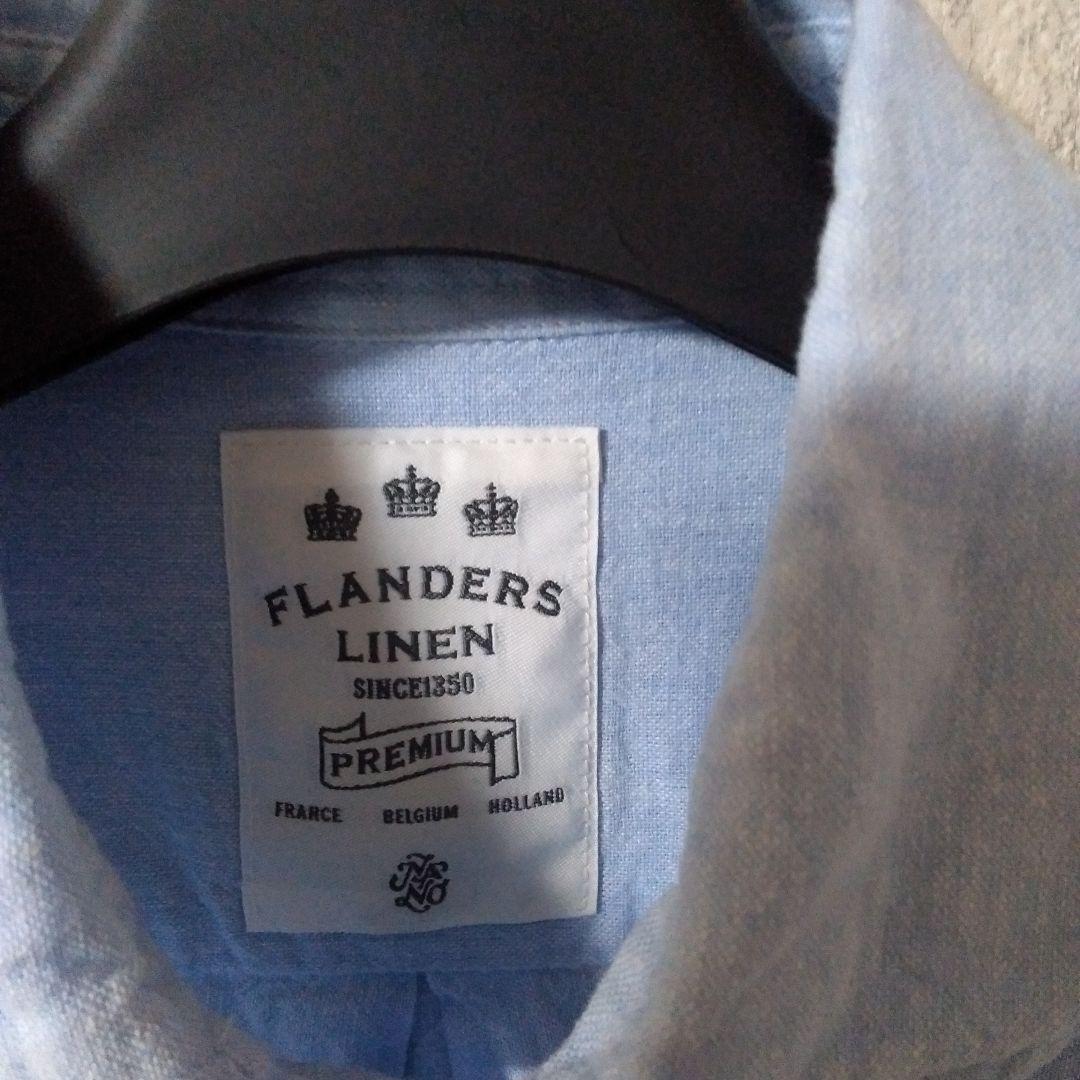 FLANDERS
LINEN
SINCE1350
PREMIUM
FRANCE BELGIUM HOLLAND